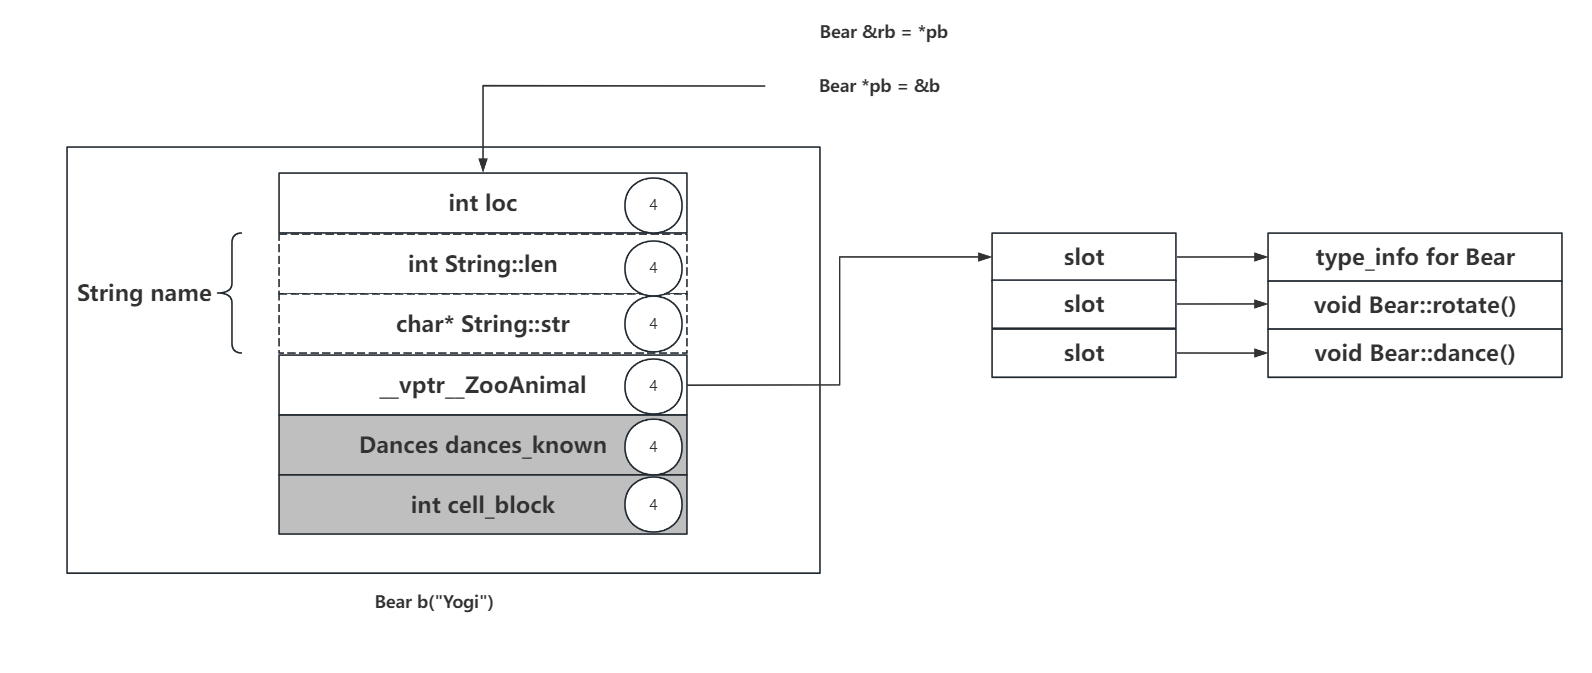 Bear &rb = *pb
Bear *pb = &b
int loc
4
String name
int String::len
4
char* String::str
4
__vptr__ZooAnimal
4
Dances dances_known
4
int cell_block
4
Bear b("Yogi")
slot
type_info for Bear
slot
void Bear::rotate()
slot
void Bear::dance()